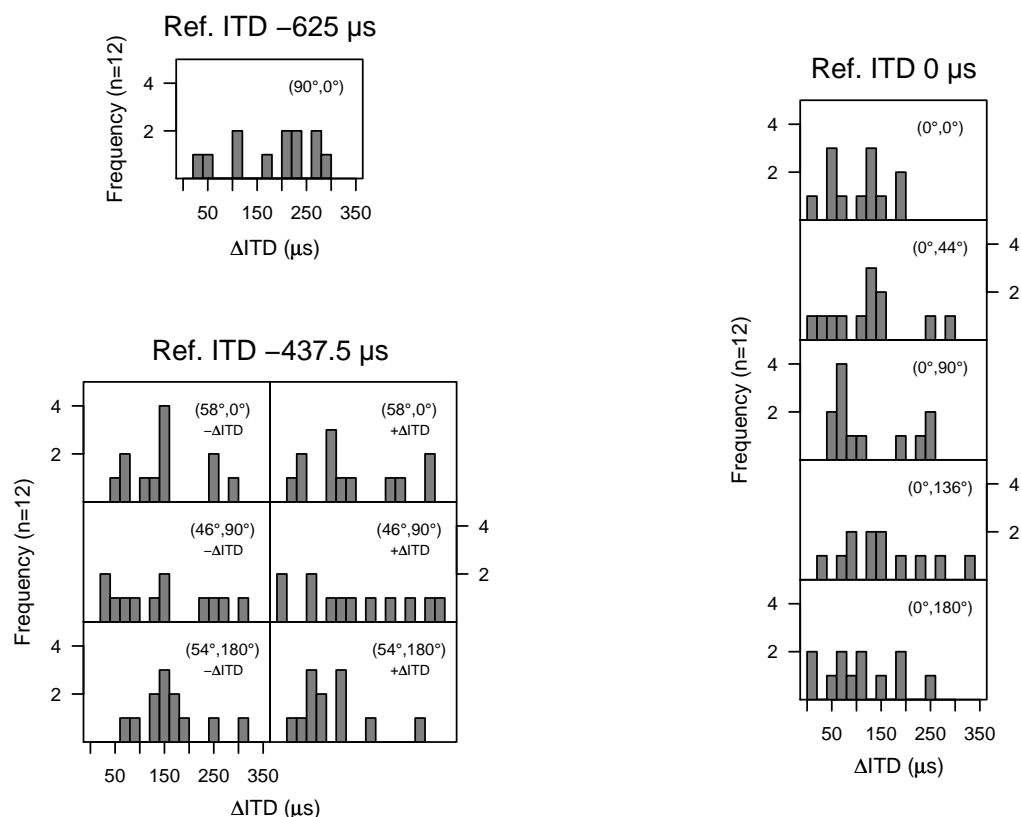 Ref. ITD −625 µs
Frequency (n=12)
4
2
(90°,0°)
50 150 250 350
ΔITD (µs)
Ref. ITD −437.5 µs
Frequency (n=12)
4
2
(58°,0°)
−ΔITD
(58°,0°)
+ΔITD
(46°,90°)
−ΔITD
(46°,90°)
+ΔITD
4
2
4
2
(54°,180°)
−ΔITD
(54°,180°)
+ΔITD
50 150 250 350
ΔITD (µs)
Ref. ITD 0 µs
Frequency (n=12)
4
2
(0°,0°)
(0°,44°)
4
2
4
2
(0°,90°)
(0°,136°)
4
2
4
2
(0°,180°)
50 150 250 350
ΔITD (µs)